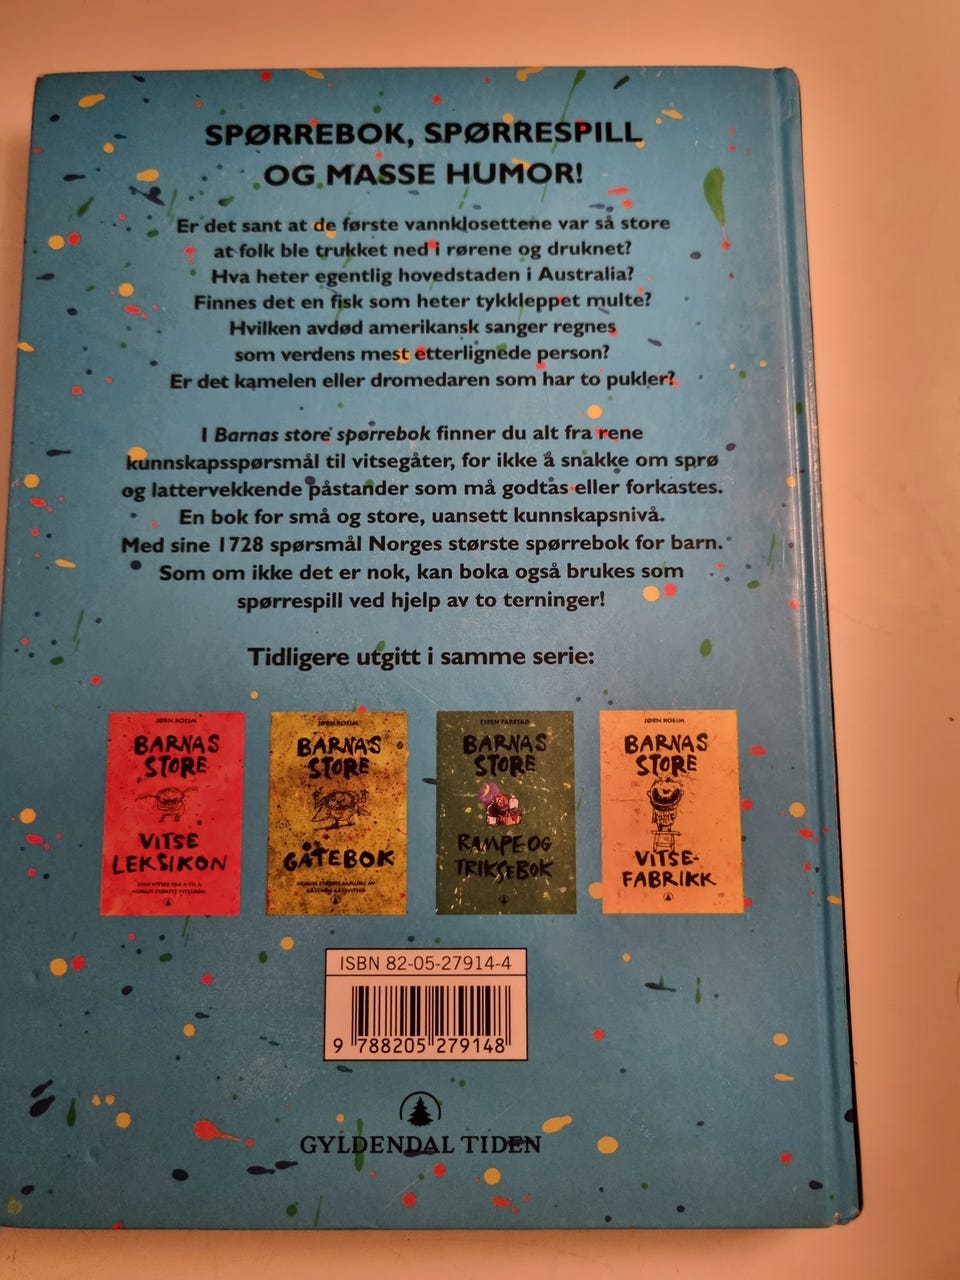 SPØRREBOK, SPØRRESPILL
OG MASSE HUMOR!
Er det sant at de første vannklosettene var så store
at folk ble trukket ned i rørene og druknet?
Hva heter egentlig hovedstaden i Australia?
Finnes det en fisk som heter tykkleppet multe?
Hvilken avdød amerikansk sanger regnes
som verdens mest etterlignede person?
Er det kamelen eller dromedaren som har to pukler?
I Barnas store spørrebok finner du alt fra rene
kunnskapsspørsmål til vitsegåter, for ikke å snakke om sprø
og lattervekkende påstander som må godtas eller forkastes.
En bok for små og store, uansett kunnskapsnivå.
Med sine 1728 spørsmål Norges største spørrebok for barn.
Som om ikke det er nok, kan boka også brukes som
spørrespill ved hjelp av to terninger!
Tidligere utgitt i samme serie:
JØRN ROEIM
BARNAS
STORE
VITSE
LEKSIKON
JØRN ROEIM
BARNAS
STORE
GÅTEBOK
NORGES STØRSTE SAMLING AV
ESPEN FARSTAD
BARNAS
STORE
RAMPE-OG
TRIKSEBOK
JØRN ROEIM
BARNAS
STORE
VITSE-
FABRIKK
ISBN 82-05-27914-4
9 788205 279148
GYLDENDAL TIDEN